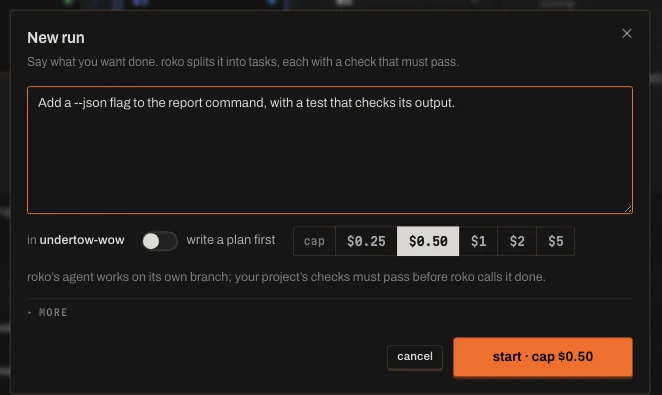 New run
Say what you want done. roko splits it into tasks, each with a check that must pass.
Add a --json flag to the report command, with a test that checks its output.
in undertow-wow write a plan first cap $0.25 $0.50 $1 $2 $5
roko's agent works on its own branch; your project's checks must pass before roko calls it done.
MORE
cancel start · cap $0.50